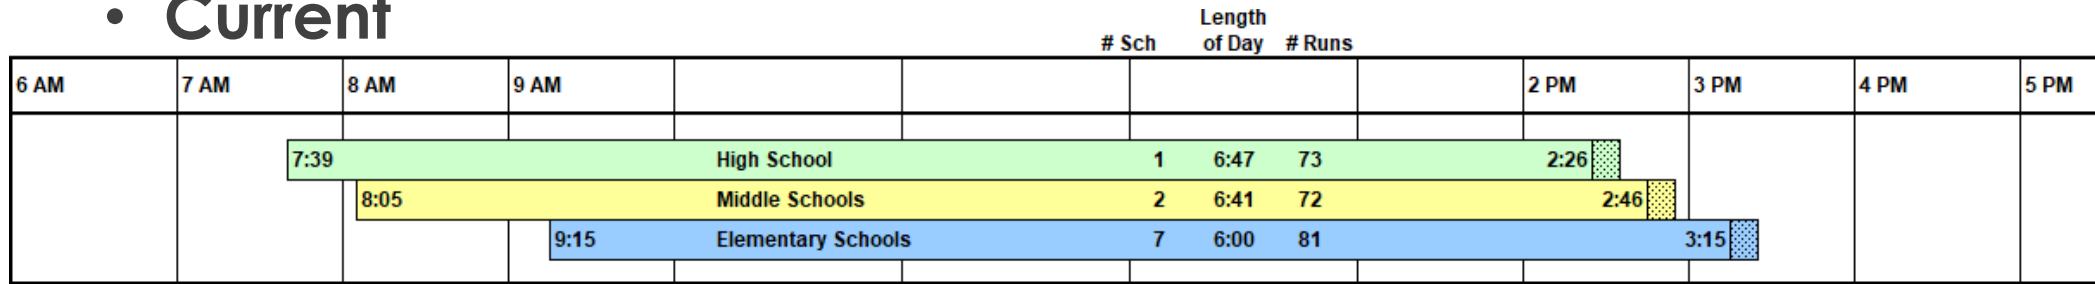 • Current
Length
# Sch of Day # Runs
6 AM 7 AM 8 AM 9 AM 2 PM 3 PM 4 PM 5 PM
7:39 High School 1 6:47 73 2:26
8:05 Middle Schools 2 6:41 72 2:46
9:15 Elementary Schools 7 6:00 81 3:15